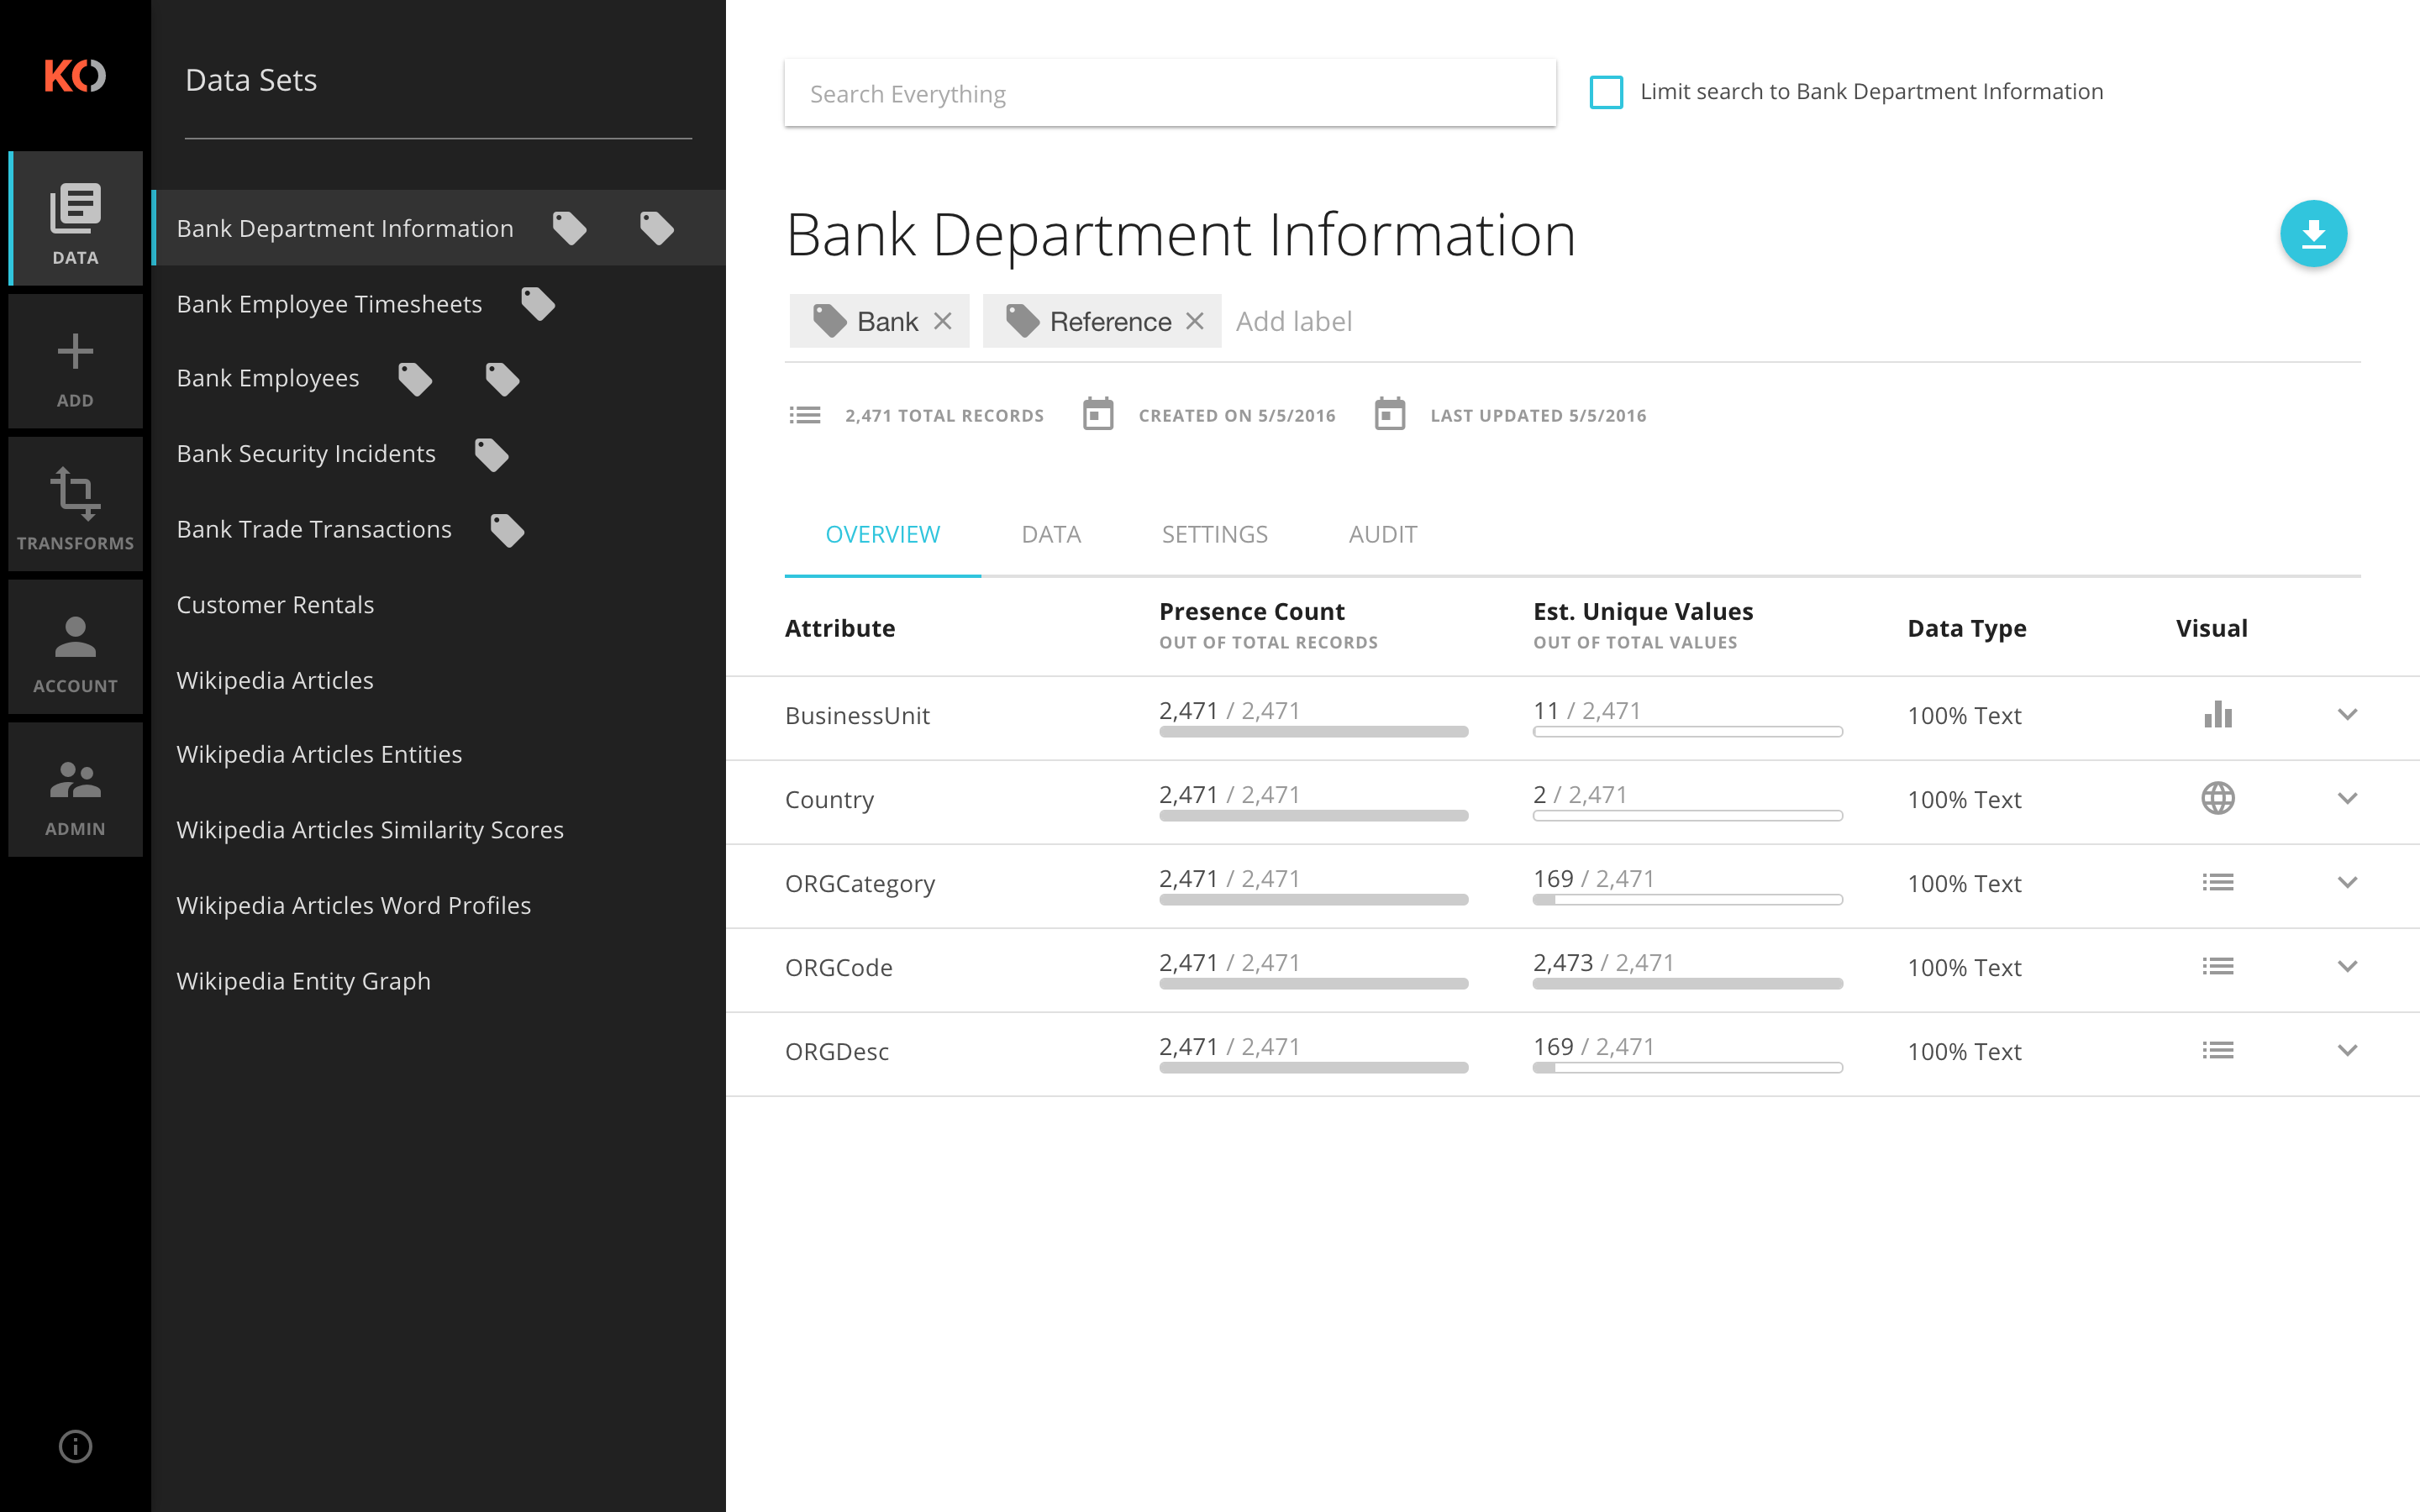 KO
DATA
ADD
TRANSFORMS
ACCOUNT
ADMIN
Data Sets
Bank Department Information
Bank Employee Timesheets
Bank Employees
Bank Security Incidents
Bank Trade Transactions
Customer Rentals
Wikipedia Articles
Wikipedia Articles Entities
Wikipedia Articles Similarity Scores
Wikipedia Articles Word Profiles
Wikipedia Entity Graph
Search Everything
Limit search to Bank Department Information
Bank Department Information
Bank Reference Add label
2,471 TOTAL RECORDS CREATED ON 5/5/2016 LAST UPDATED 5/5/2016
OVERVIEW DATA SETTINGS AUDIT
Attribute Presence Count Est. Unique Values Data Type Visual
OUT OF TOTAL RECORDS OUT OF TOTAL VALUES
BusinessUnit 2,471 / 2,471 11 / 2,471 100% Text
Country 2,471 / 2,471 2 / 2,471 100% Text
ORGCategory 2,471 / 2,471 169 / 2,471 100% Text
ORGCode 2,471 / 2,471 2,473 / 2,471 100% Text
ORGDesc 2,471 / 2,471 169 / 2,471 100% Text